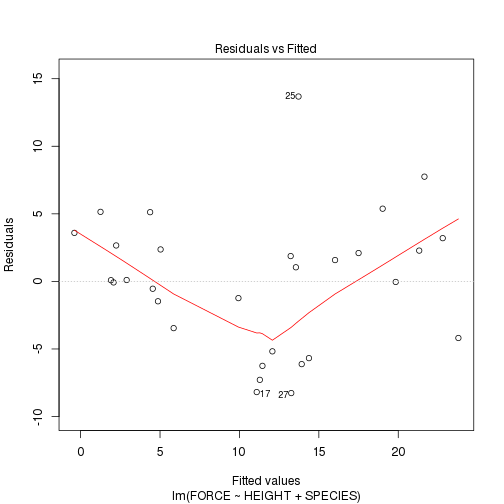 Residuals vs Fitted
15
10
5
0
-5
-10
Residuals
25
17
27
0 5 10 15 20
Fitted values
lm(FORCE ~ HEIGHT + SPECIES)